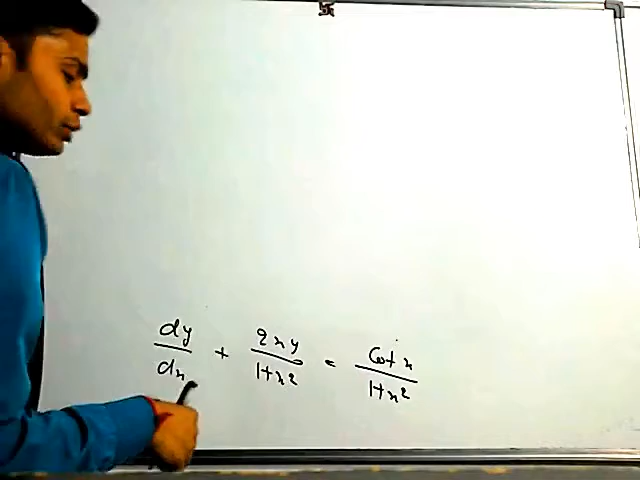 dy/dx + 2xy/1+x² = Cot x/1+x²